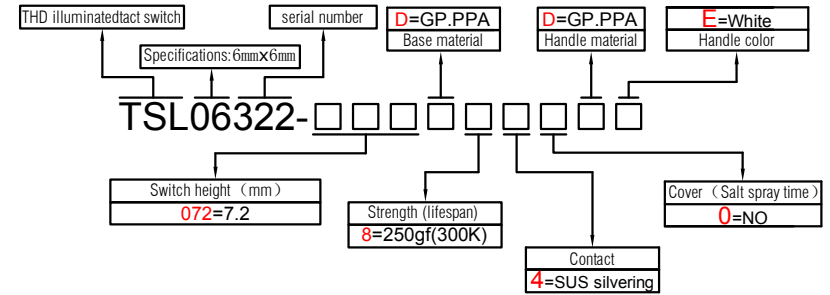 THD illuminatedtact switch
serial number
D=GP.PPA
Base material
D=GP.PPA
Handle material
E=White
Handle color
Specifications:6mmX6mm
TSL06322-□□□□□□□□□
Switch height（mm）
072=7.2
Strength (lifespan)
8=250gf(300K)
Contact
4=SUS silvering
Cover（Salt spray time）
0=NO